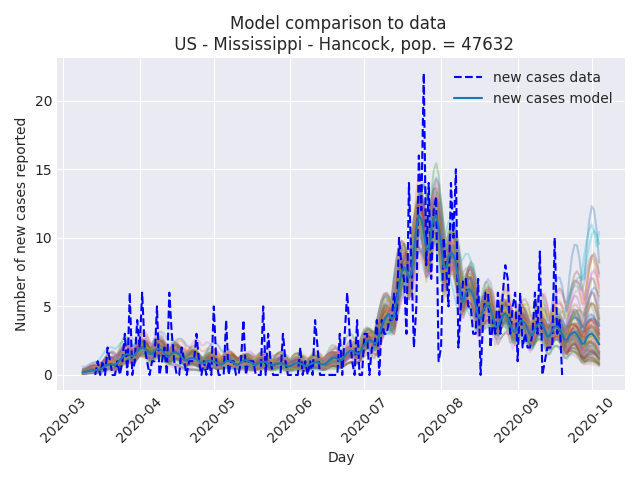 Model comparison to data
US - Mississippi - Hancock, pop. = 47632
new cases data
new cases model
Number of new cases reported
20
15
10
5
0
2020-03
2020-04
2020-05
2020-06
2020-07
2020-08
2020-09
2020-10
Day